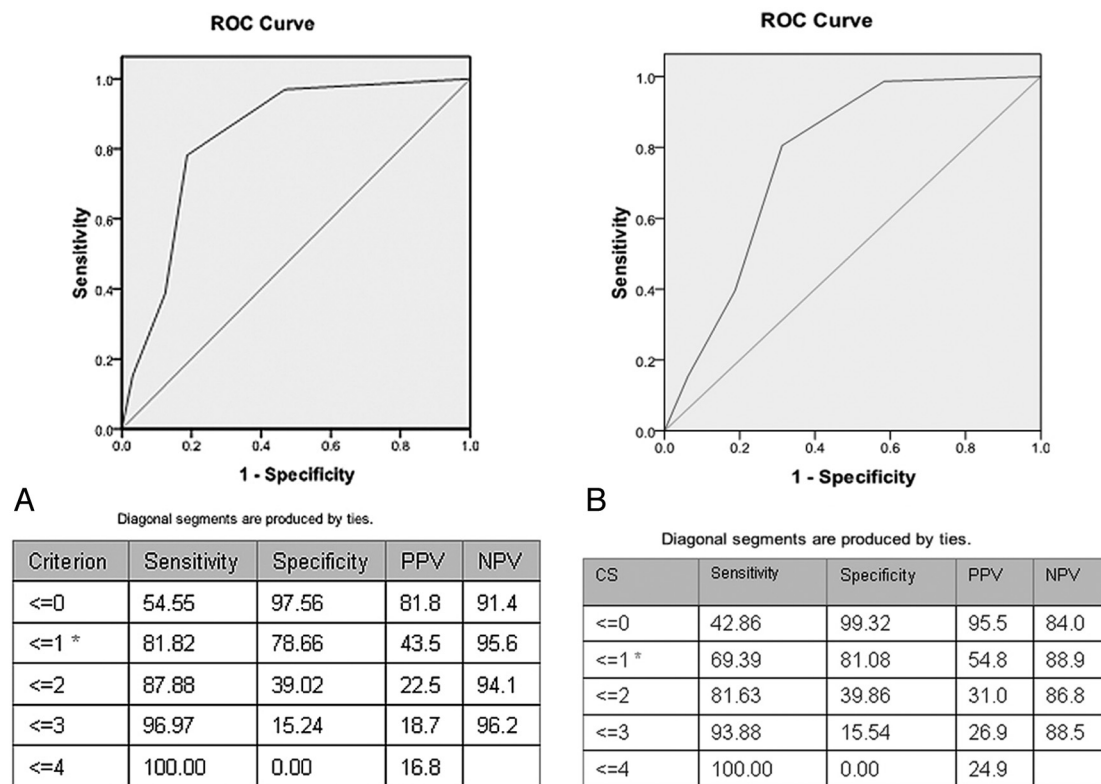 ROC Curve
1.0
0.8
0.6
0.4
0.2
0.0
Sensitivity
0.0 0.2 0.4 0.6 0.8 1.0
1 - Specificity
A
Diagonal segments are produced by ties.
Criterion Sensitivity Specificity PPV NPV
<=0 54.55 97.56 81.8 91.4
<=1 * 81.82 78.66 43.5 95.6
<=2 87.88 39.02 22.5 94.1
<=3 96.97 15.24 18.7 96.2
<=4 100.00 0.00 16.8
ROC Curve
1.0
0.8
0.6
0.4
0.2
0.0
Sensitivity
0.0 0.2 0.4 0.6 0.8 1.0
1 - Specificity
B
Diagonal segments are produced by ties.
CS Sensitivity Specificity PPV NPV
<=0 42.86 99.32 95.5 84.0
<=1 * 69.39 81.08 54.8 88.9
<=2 81.63 39.86 31.0 86.8
<=3 93.88 15.54 26.9 88.5
<=4 100.00 0.00 24.9